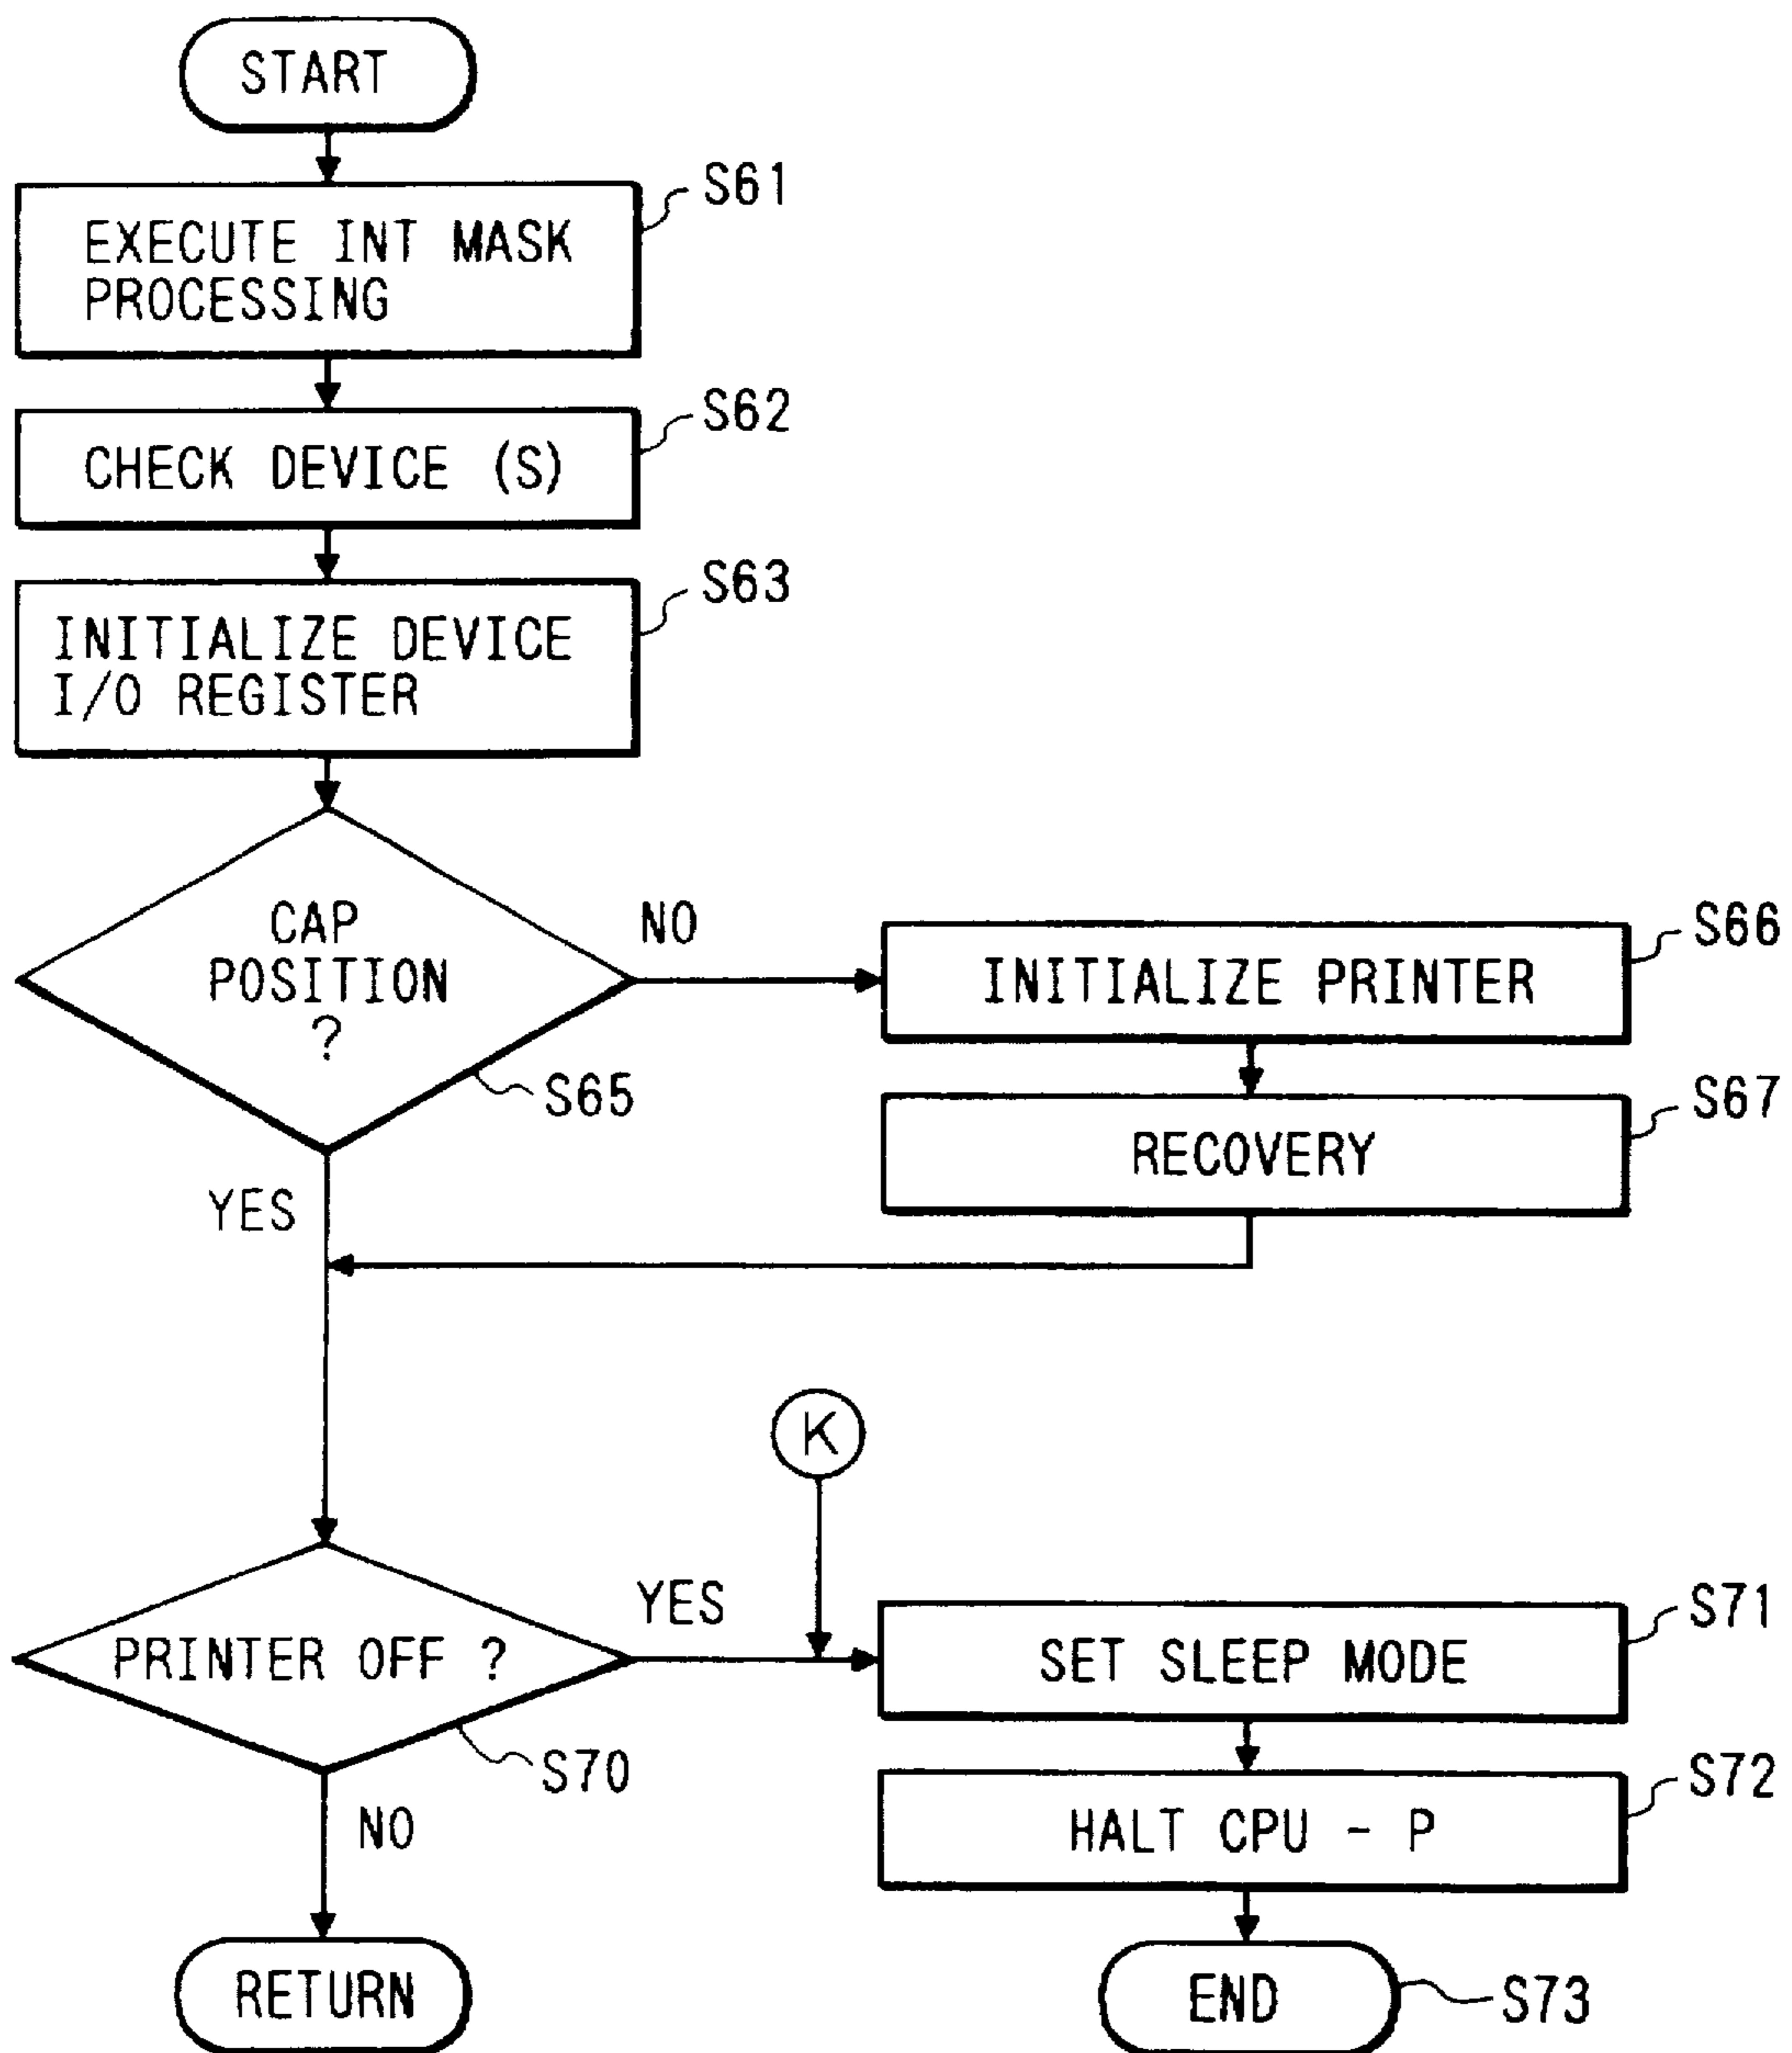 START
S61
EXECUTE INT MASK
PROCESSING
S62
CHECK DEVICE (S)
S63
INITIALIZE DEVICE
I/O REGISTER
CAP
POSITION
?
S65
NO
S66
INITIALIZE PRINTER
S67
RECOVERY
YES
K
PRINTER OFF ?
S70
YES
S71
SET SLEEP MODE
S72
HALT CPU - P
NO
RETURN
END
S73